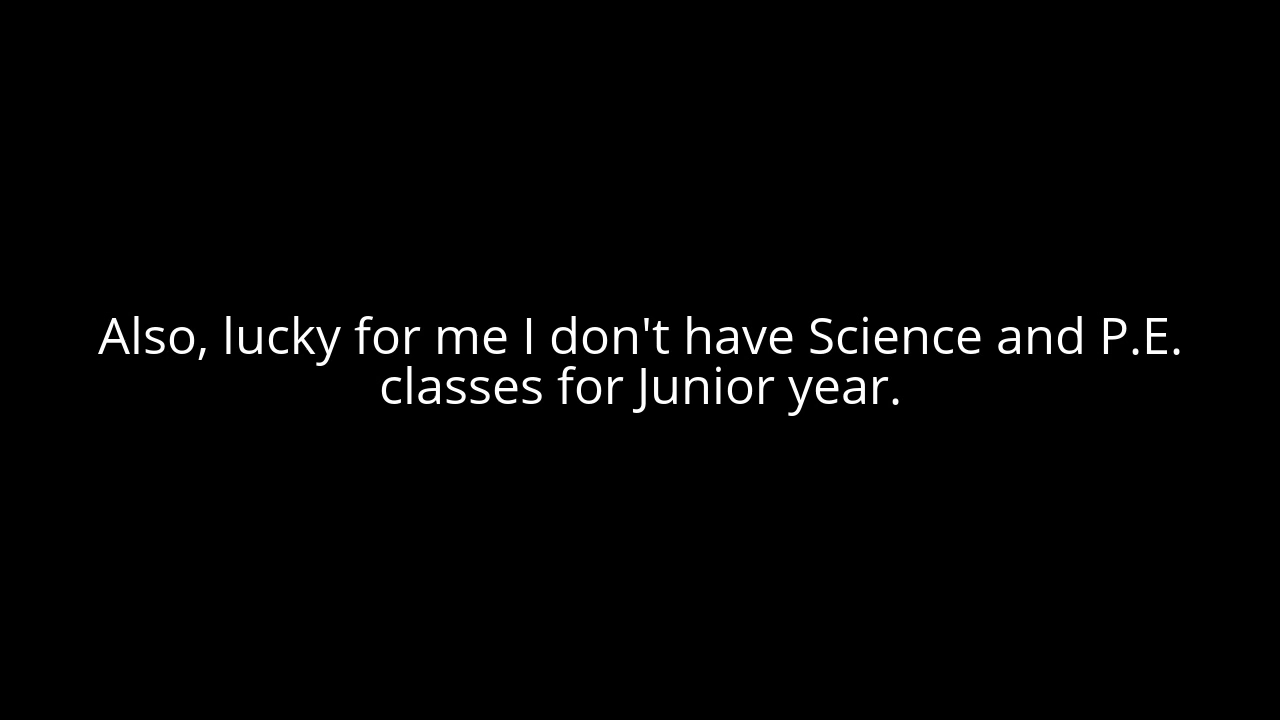 Also, lucky for me I don't have Science and P.E.
classes for Junior year.